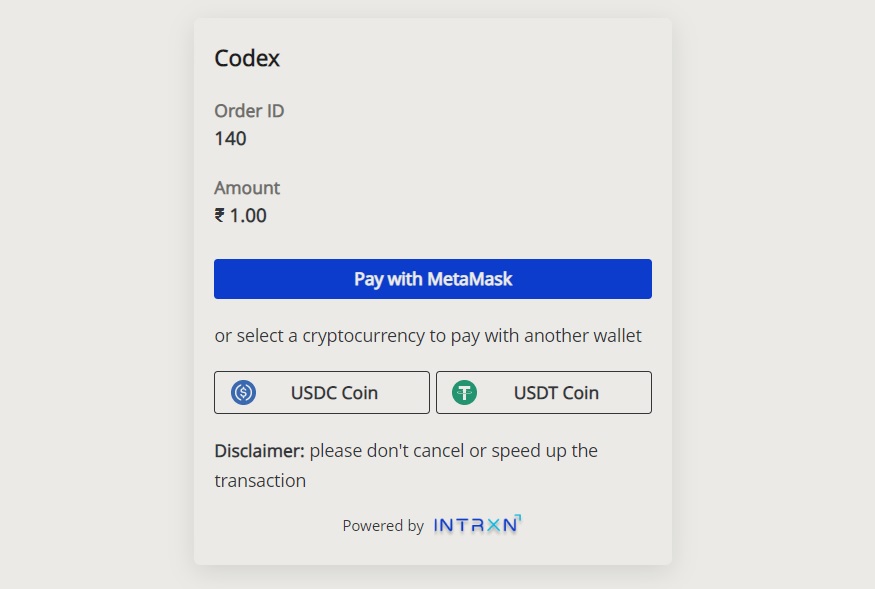 Codex
Order ID
140
Amount
₹ 1.00
Pay with MetaMask
or select a cryptocurrency to pay with another wallet
USDC Coin
USDT Coin
Disclaimer: please don't cancel or speed up the
transaction
Powered by INTRXN